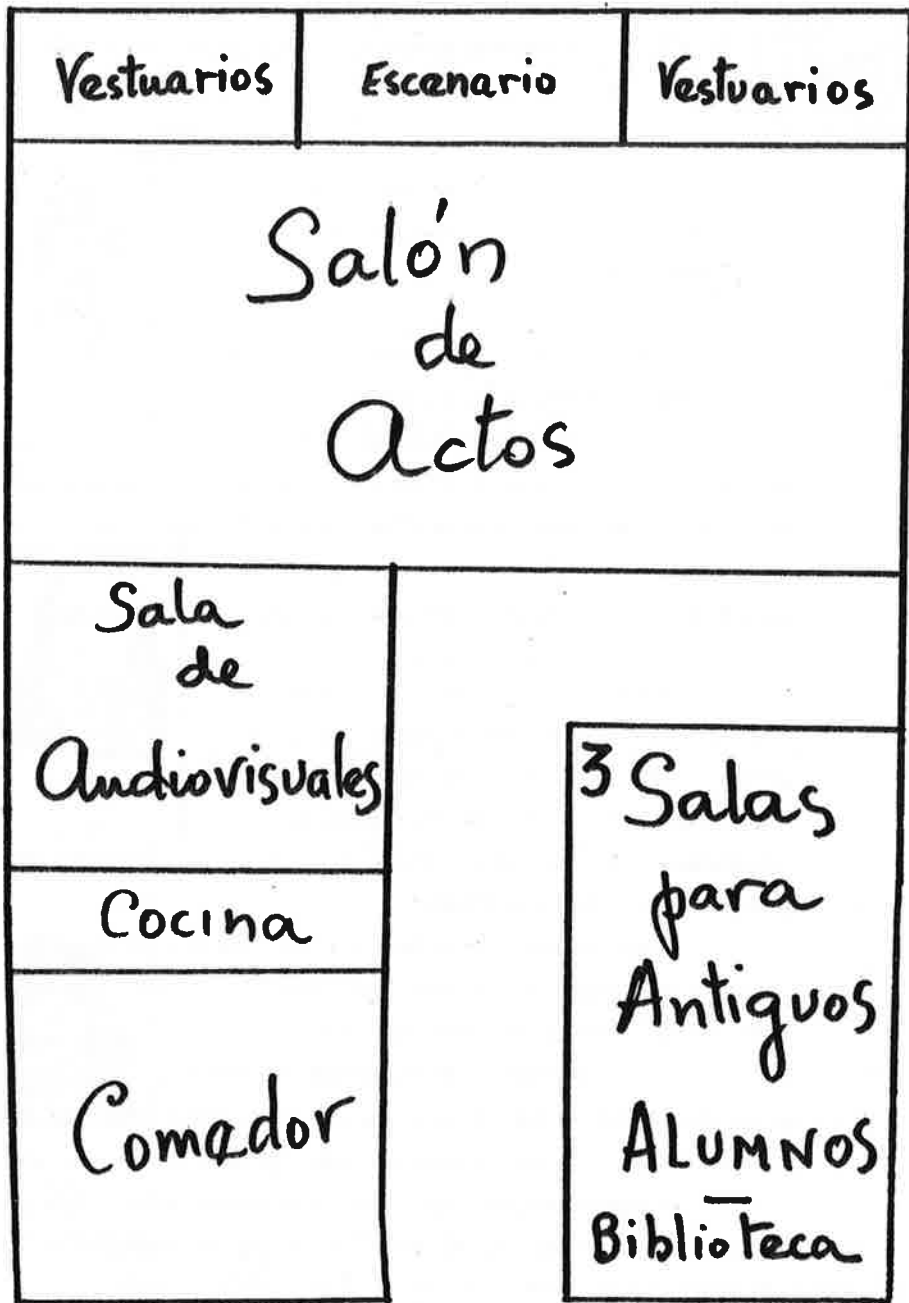 Vestuarios
Escenario
Vestuarios
Salón
de
Actos
Sala
de
Audiovisuales
Cocina
Comedor
3 Salas
para
Antiguos
ALUMNOS
—
Biblioteca